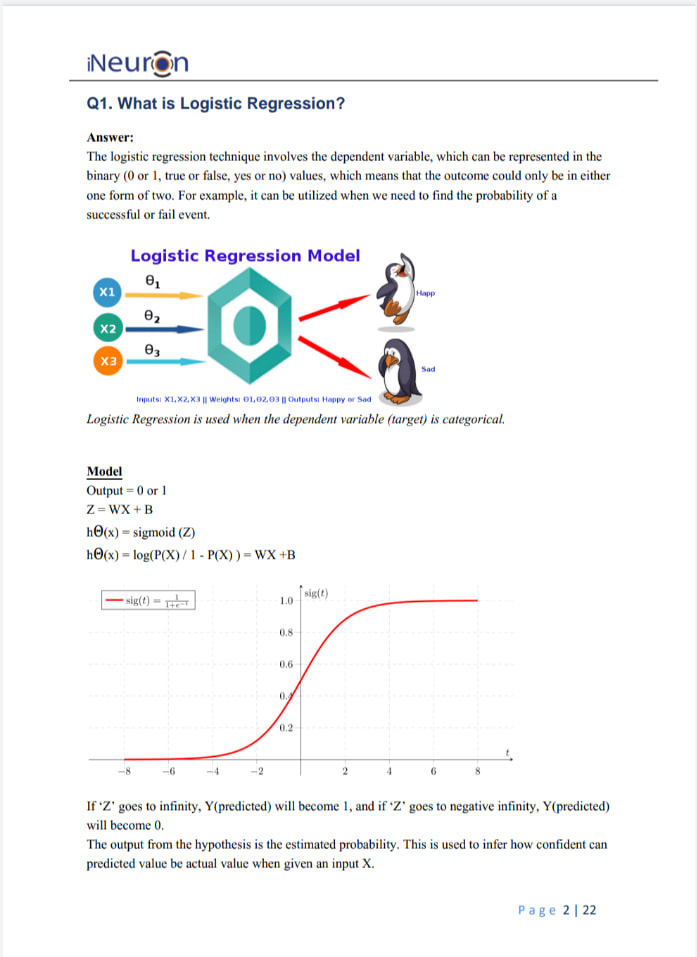 iNeuron
Q1. What is Logistic Regression?
Answer:
The logistic regression technique involves the dependent variable, which can be represented in the
binary (0 or 1, true or false, yes or no) values, which means that the outcome could only be in either
one form of two. For example, it can be utilized when we need to find the probability of a
successful or fail event.
Logistic Regression Model
X1
θ1
X2
θ2
X3
θ3
Happ
Sad
Inputs: X1,X2,X3 || Weights: Θ1,Θ2,Θ3 || Outputs: Happy or Sad
Logistic Regression is used when the dependent variable (target) is categorical.
Model
Output = 0 or 1
Z = WX + B
hΘ(x) = sigmoid (Z)
hΘ(x) = log(P(X) / 1 - P(X) ) = WX +B
sig(t) = 1/1+e^-t
sig(t)
1.0
0.8
0.6
0.4
0.2
t
−8 −6 −4 −2 2 4 6 8
If ‘Z’ goes to infinity, Y(predicted) will become 1, and if ‘Z’ goes to negative infinity, Y(predicted)
will become 0.
The output from the hypothesis is the estimated probability. This is used to infer how confident can
predicted value be actual value when given an input X.
Page 2 | 22